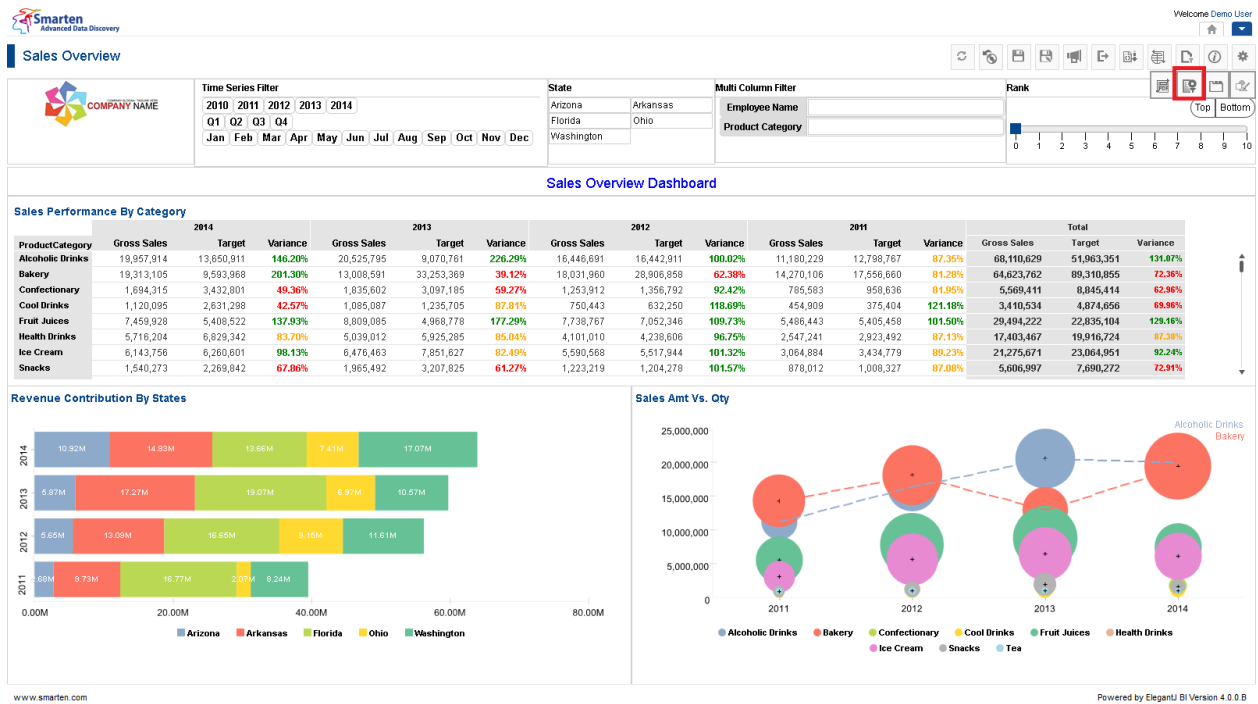 Smarten
Advanced Data Discovery
Welcome Demo User
Sales Overview
COMPANY NAME
Time Series Filter
2010 2011 2012 2013 2014
Q1 Q2 Q3 Q4
Jan Feb Mar Apr May Jun Jul Aug Sep Oct Nov Dec
State
Arizona Arkansas
Florida Ohio
Washington
Multi Column Filter
Employee Name
Product Category
Rank
Top Bottom
0 1 2 3 4 5 6 7 8 9 10
Sales Overview Dashboard
Sales Performance By Category
2014 2013 2012 2011 Total
ProductCategory Gross Sales Target Variance Gross Sales Target Variance Gross Sales Target Variance Gross Sales Target Variance Gross Sales Target Variance
Alcoholic Drinks 19,957,914 13,650,911 146.20% 20,525,795 9,070,761 226.29% 16,446,691 16,442,911 100.02% 11,180,229 12,798,767 87.35% 68,110,629 51,963,351 131.07%
Bakery 19,313,105 9,593,968 201.30% 13,008,591 33,253,369 39.12% 18,031,960 28,906,858 62.38% 14,270,106 17,556,660 81.28% 64,623,762 89,310,855 72.36%
Confectionary 1,694,315 3,432,801 49.36% 1,835,602 3,097,185 59.27% 1,253,912 1,356,792 92.42% 785,583 958,636 81.95% 5,569,411 8,845,414 62.96%
Cool Drinks 1,120,095 2,631,298 42.57% 1,085,087 1,235,705 87.81% 750,443 632,250 118.69% 454,909 375,404 121.18% 3,410,534 4,874,656 69.96%
Fruit Juices 7,459,928 5,408,522 137.93% 8,809,085 4,968,778 177.29% 7,738,767 7,052,346 109.73% 5,486,443 5,405,458 101.50% 29,494,222 22,835,104 129.16%
Health Drinks 5,716,204 6,829,342 83.70% 5,039,012 5,925,285 85.04% 4,101,010 4,238,606 96.75% 2,547,241 2,923,492 87.13% 17,403,467 19,916,724 87.38%
Ice Cream 6,143,756 6,260,601 98.13% 6,476,463 7,851,627 82.49% 5,590,568 5,517,944 101.32% 3,064,884 3,434,779 89.23% 21,275,671 23,064,951 92.24%
Snacks 1,540,273 2,269,842 67.86% 1,965,492 3,207,825 61.27% 1,223,219 1,204,278 101.57% 878,012 1,008,327 87.08% 5,606,997 7,690,272 72.91%
Revenue Contribution By States
2014 10.92M 14.83M 13.66M 7.41M 17.07M
2013 5.87M 17.27M 19.07M 6.97M 10.57M
2012 5.65M 13.09M 16.65M 9.15M 11.61M
2011 .68M 9.73M 16.77M 2.07M 8.24M
0.00M 20.00M 40.00M 60.00M 80.00M
Arizona Arkansas Florida Ohio Washington
Sales Amt Vs. Qty
Alcoholic Drinks
Bakery
25,000,000
20,000,000
15,000,000
10,000,000
5,000,000
0
2011 2012 2013 2014
Alcoholic Drinks Bakery Confectionary Cool Drinks Fruit Juices Health Drinks
Ice Cream Snacks Tea
www.smarten.com
Powered by ElegantJ BI Version 4.0.0.B